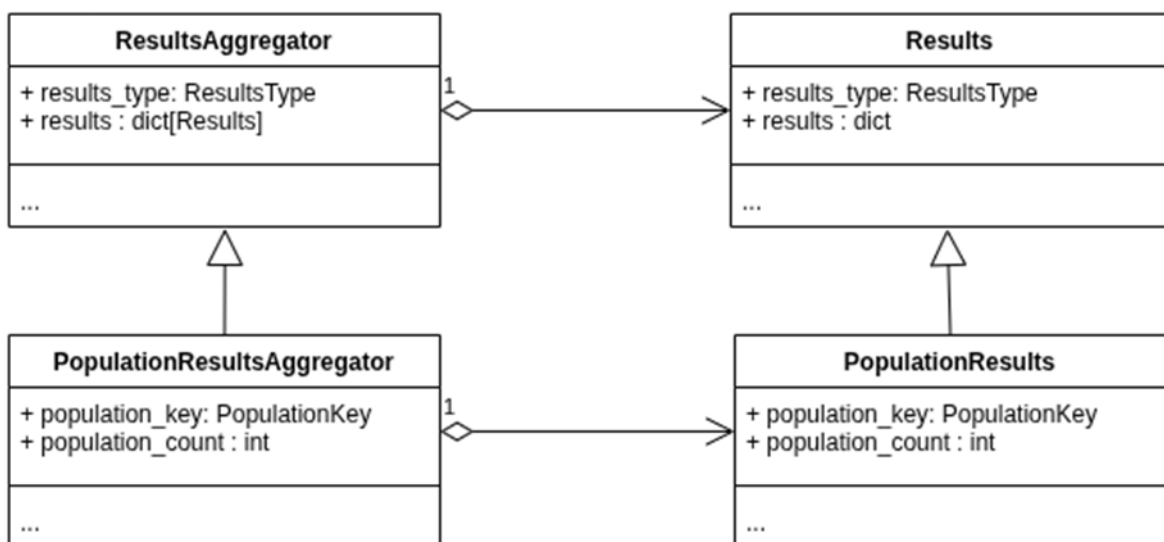 ResultsAggregator
+ results_type: ResultsType
+ results : dict[Results]
...
1
Results
+ results_type: ResultsType
+ results : dict
...
PopulationResultsAggregator
+ population_key: PopulationKey
+ population_count : int
...
1
PopulationResults
+ population_key: PopulationKey
+ population_count : int
...